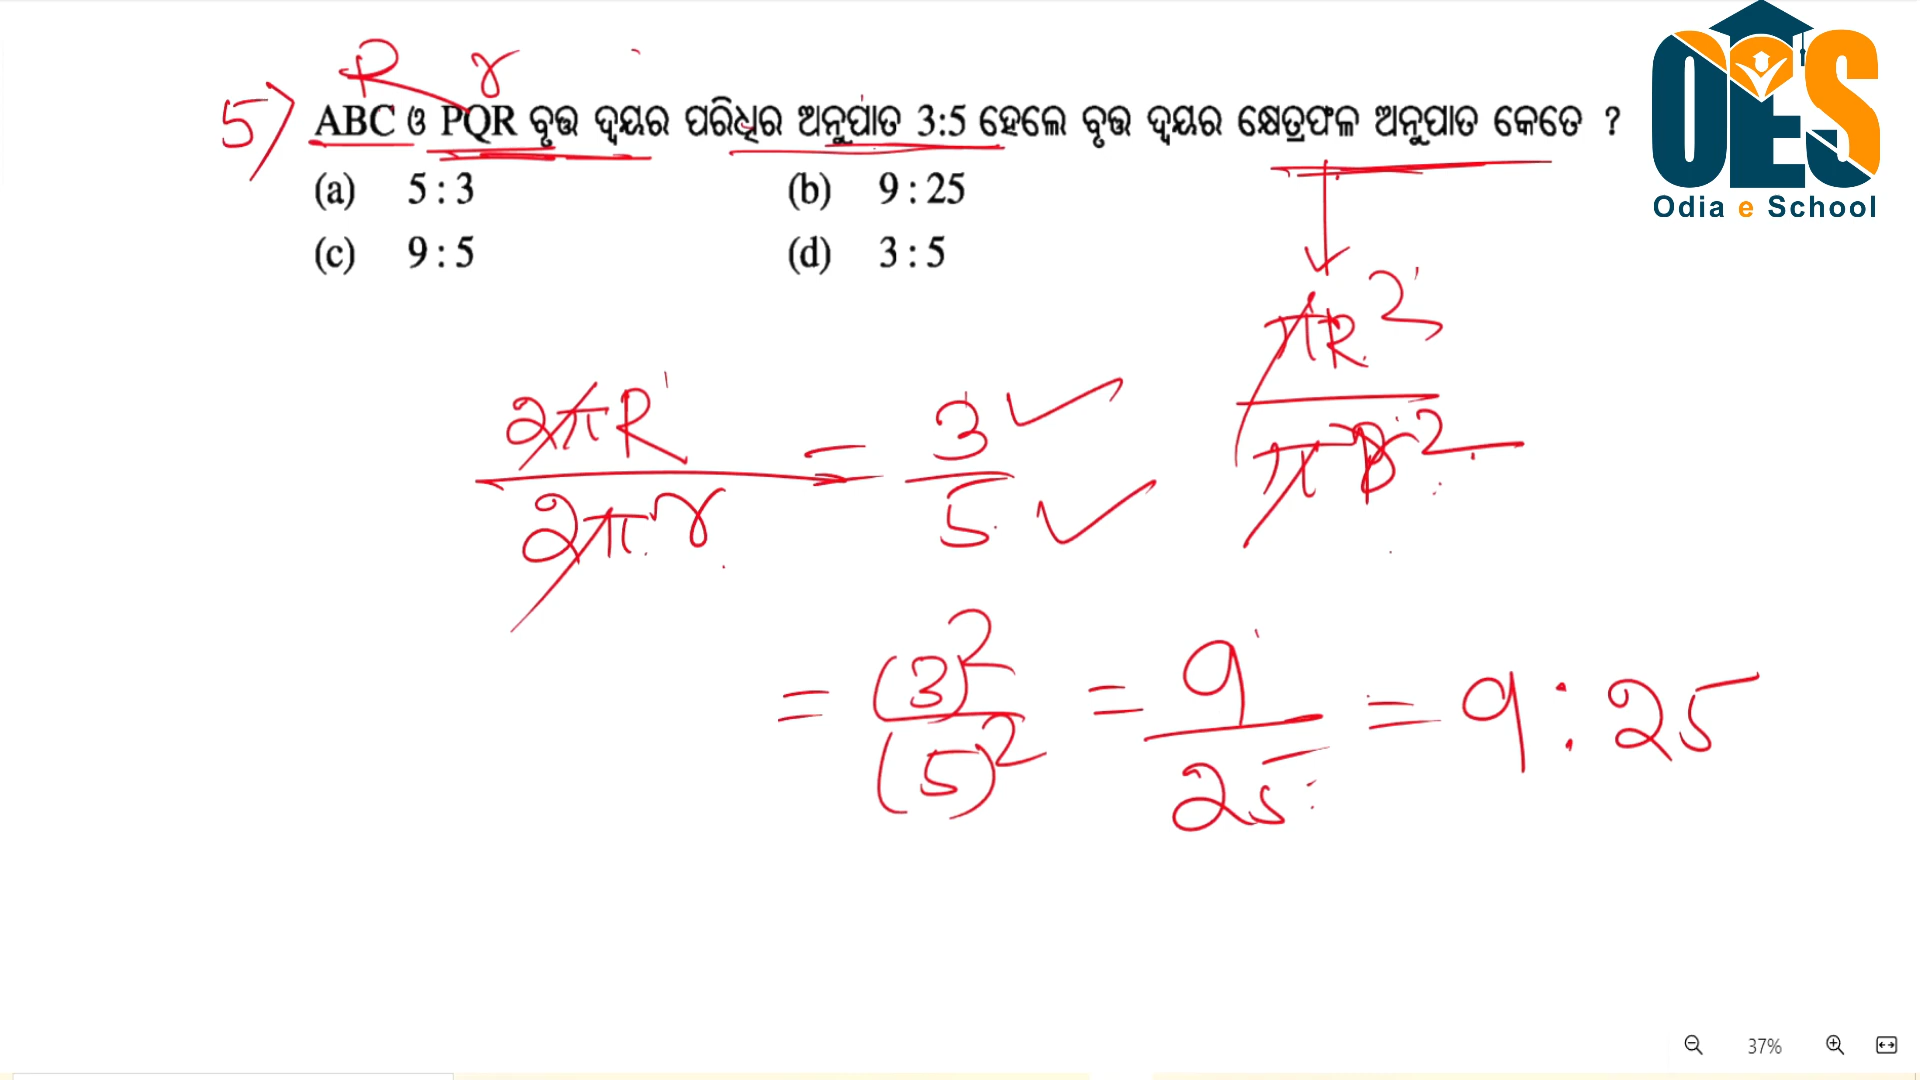 R r
5) ABC ଓ PQR ବୃତ୍ତ ଦ୍ୱୟର ପରିଧିର ଅନୁପାତ 3:5 ହେଲେ ବୃତ୍ତ ଦ୍ୱୟର କ୍ଷେତ୍ରଫଳ ଅନୁପାତ କେତେ ?
(a) 5 : 3 (b) 9 : 25
(c) 9 : 5 (d) 3 : 5
OES
Odia e School
2πR / 2πr = 3 / 5
πR² / πr²
= (3)² / (5)² = 9 / 25 = 9 : 25
37%